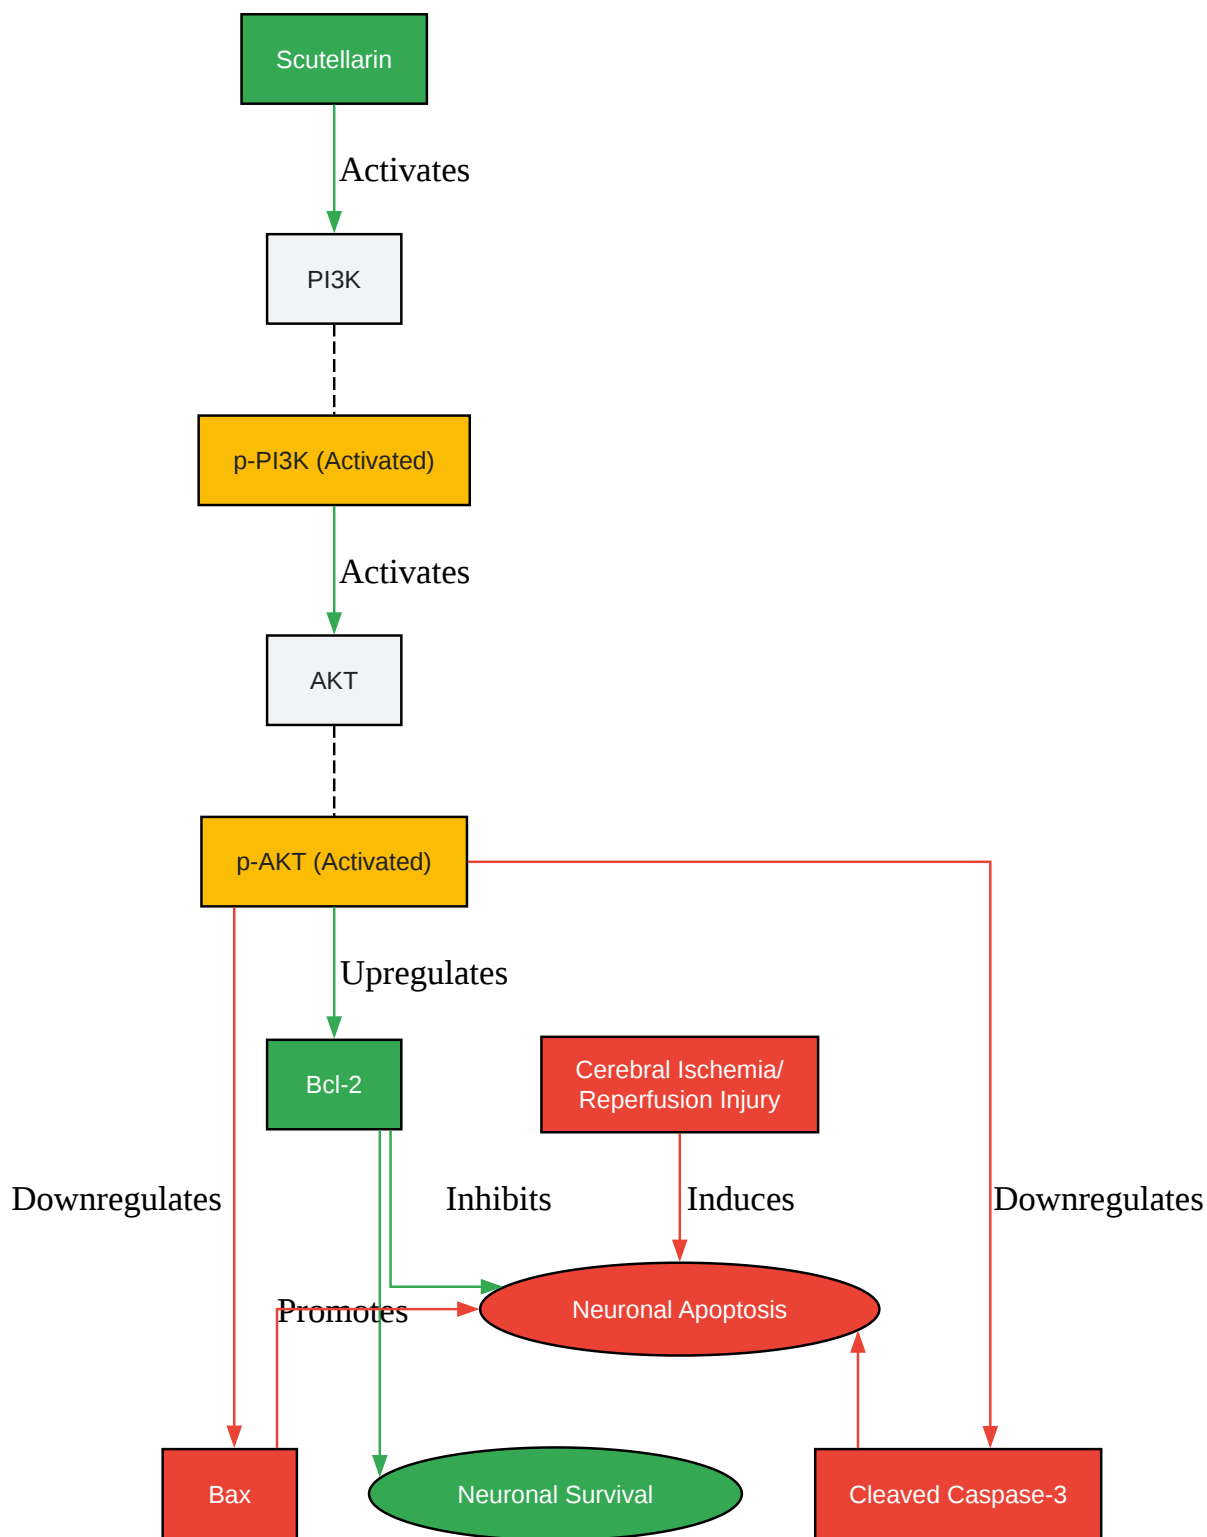 Scutellarin
Activates
PI3K
p-PI3K (Activated)
Activates
AKT
p-AKT (Activated)
Upregulates
Bcl-2
Cerebral Ischemia/
Reperfusion Injury
Downregulates
Inhibits
Induces
Downregulates
Promotes
Neuronal Apoptosis
Bax
Neuronal Survival
Cleaved Caspase-3